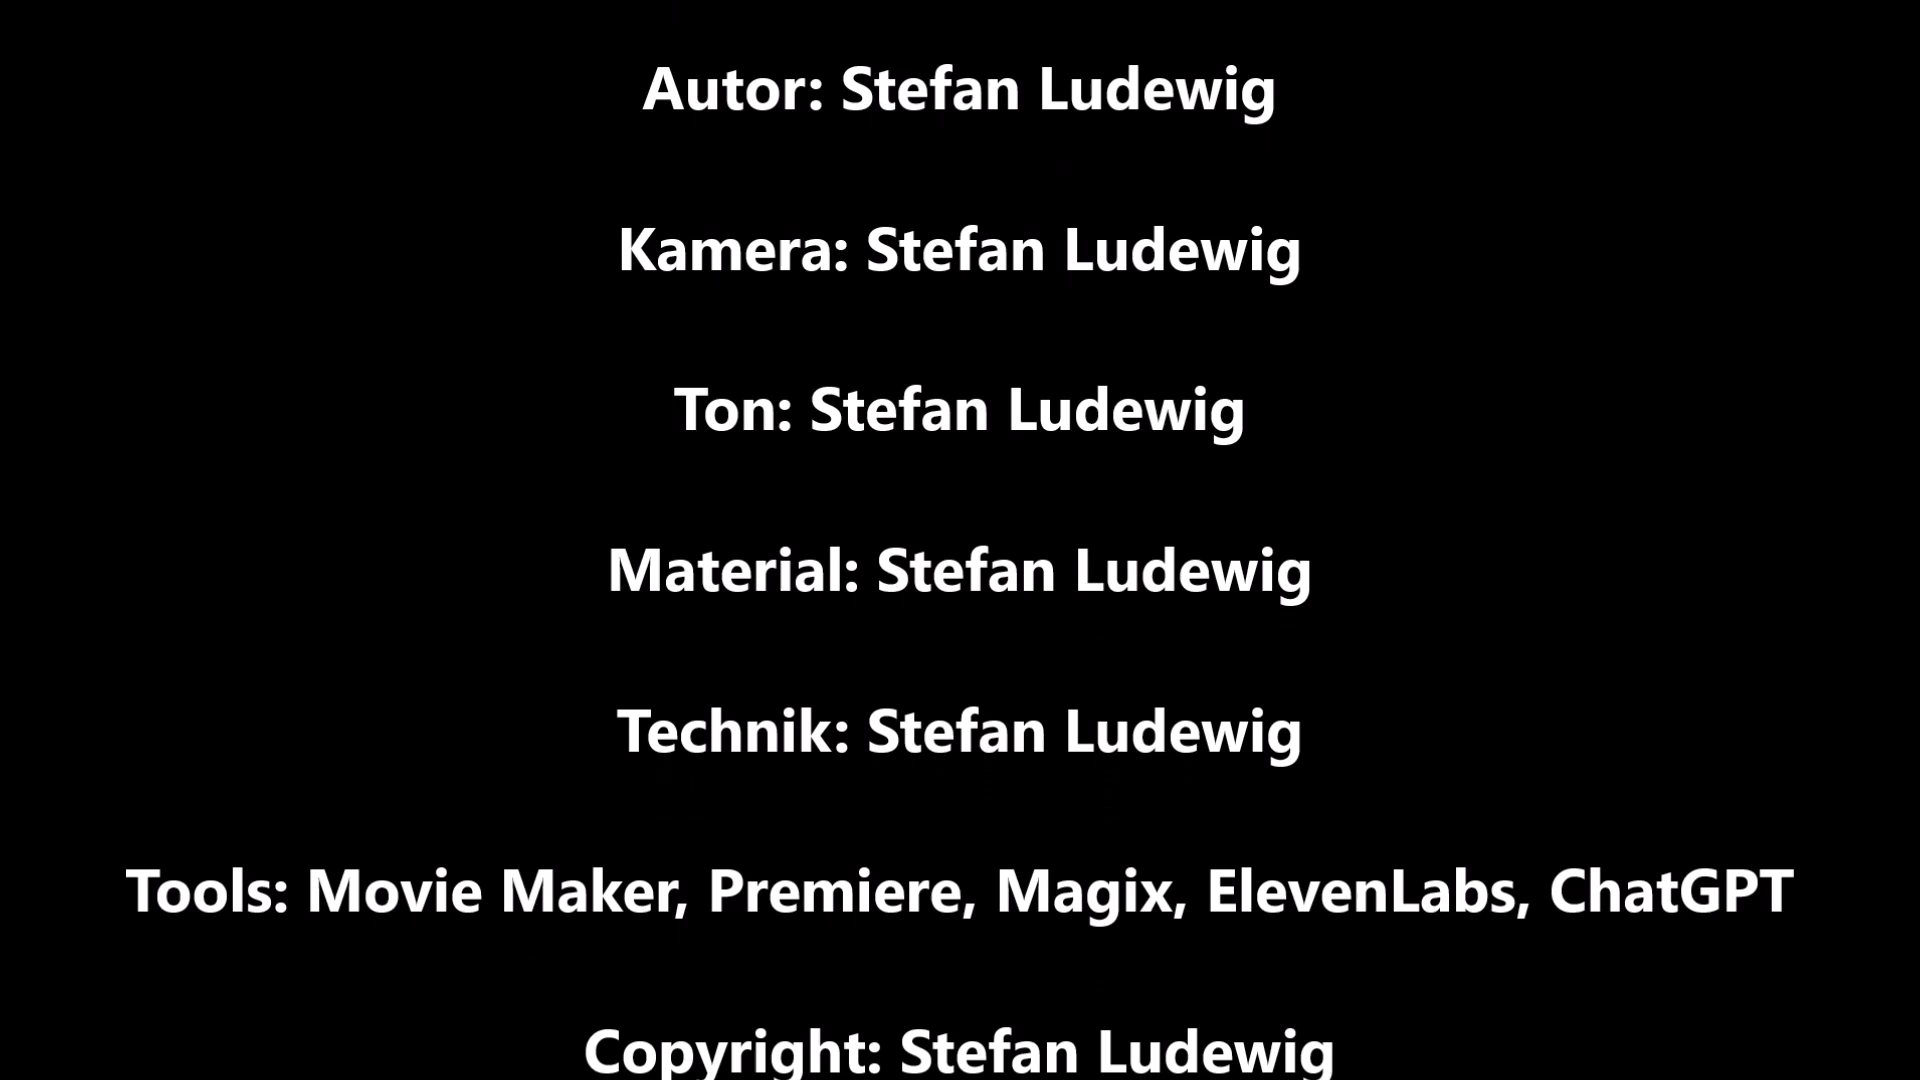 Autor: Stefan Ludewig
Kamera: Stefan Ludewig
Ton: Stefan Ludewig
Material: Stefan Ludewig
Technik: Stefan Ludewig
Tools: Movie Maker, Premiere, Magix, ElevenLabs, ChatGPT
Copyright: Stefan Ludewig